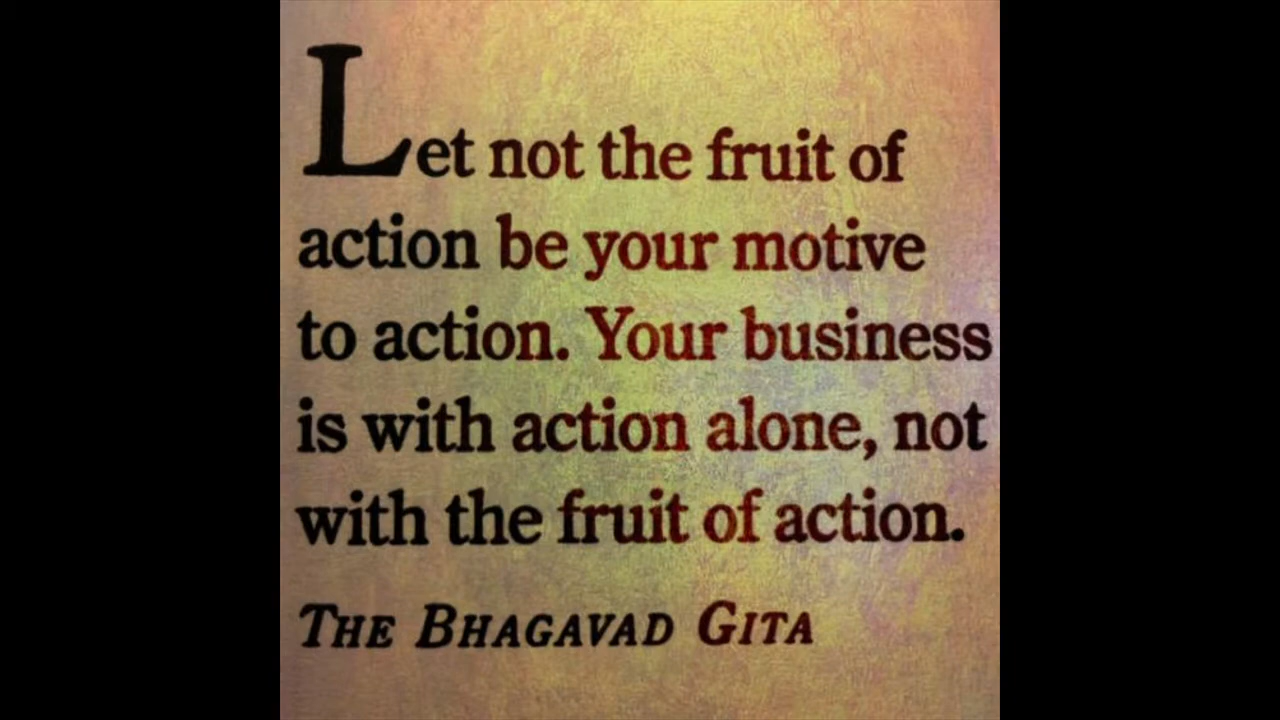 Let not the fruit of
action be your motive
to action. Your business
is with action alone, not
with the fruit of action.
THE BHAGAVAD GITA